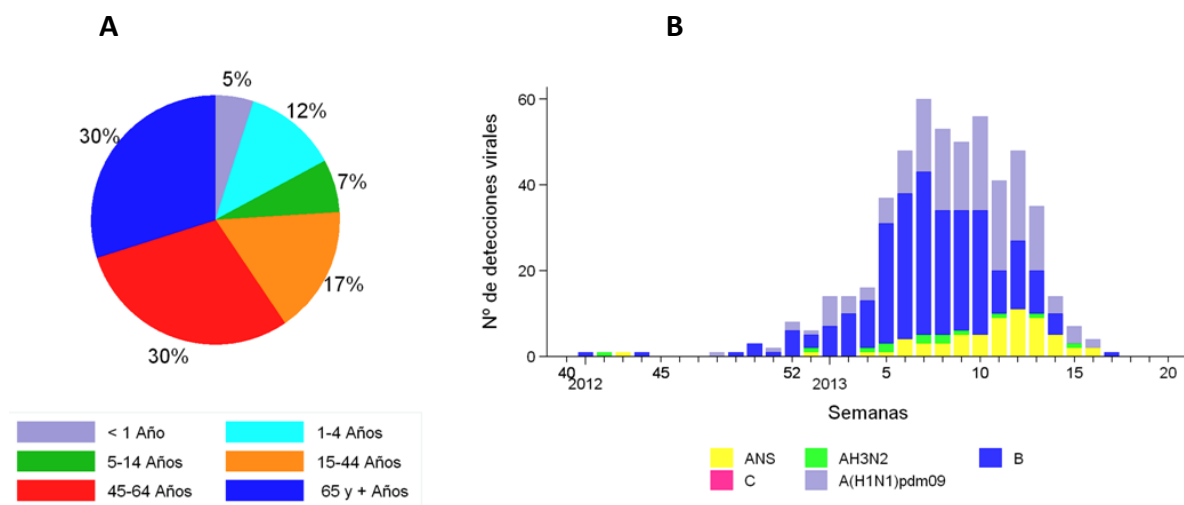 A
5%
12%
7%
17%
30%
30%
< 1 Año
1-4 Años
5-14 Años
15-44 Años
45-64 Años
65 y + Años
B
Nº de detecciones virales
60
40
20
0
40 45 52 5 10 15 20
2012 2013
Semanas
ANS AH3N2 B
C A(H1N1)pdm09